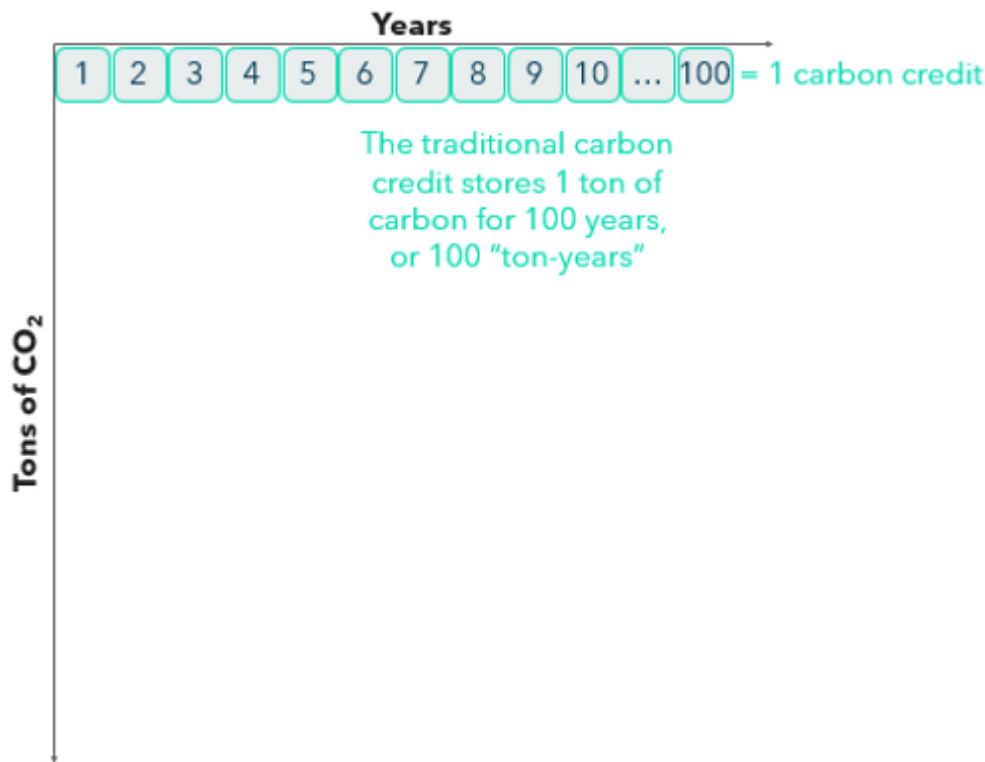 Years
1 2 3 4 5 6 7 8 9 10 ... 100 = 1 carbon credit
The traditional carbon
credit stores 1 ton of
carbon for 100 years,
or 100 “ton-years”
Tons of CO₂